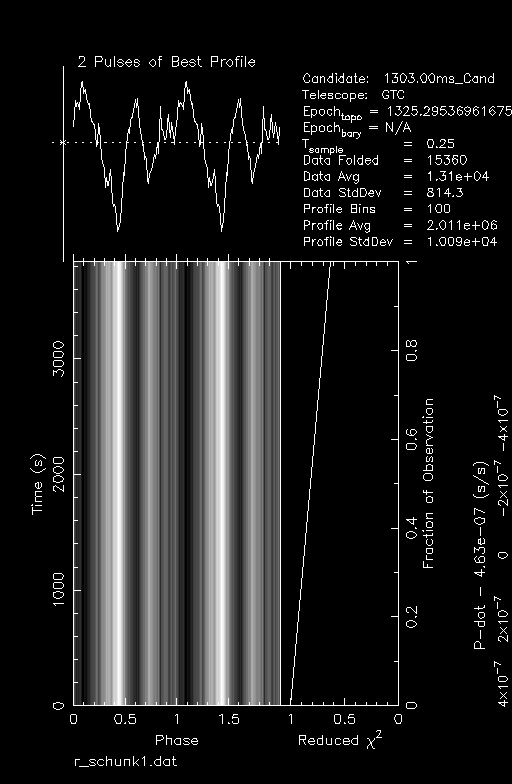 2 Pulses of Best Profile
Candidate: 1303.00ms_Cand
Telescope: GTC
Epoch_topo = 1325.29536961675
Epoch_bary = N/A
T_sample = 0.25
Data Folded = 15360
Data Avg = 1.31e+04
Data StdDev = 814.3
Profile Bins = 100
Profile Avg = 2.011e+06
Profile StdDev = 1.009e+04
Time (s)
0 1000 2000 3000
0 0.5 1 1.5
Phase
Fraction of Observation
0 0.2 0.4 0.6 0.8 1
1 0.5 0
Reduced χ²
P-dot − 4.63e-07 (s/s)
4×10⁻⁷ 2×10⁻⁷ 0 −2×10⁻⁷ −4×10⁻⁷
r_schunk1.dat